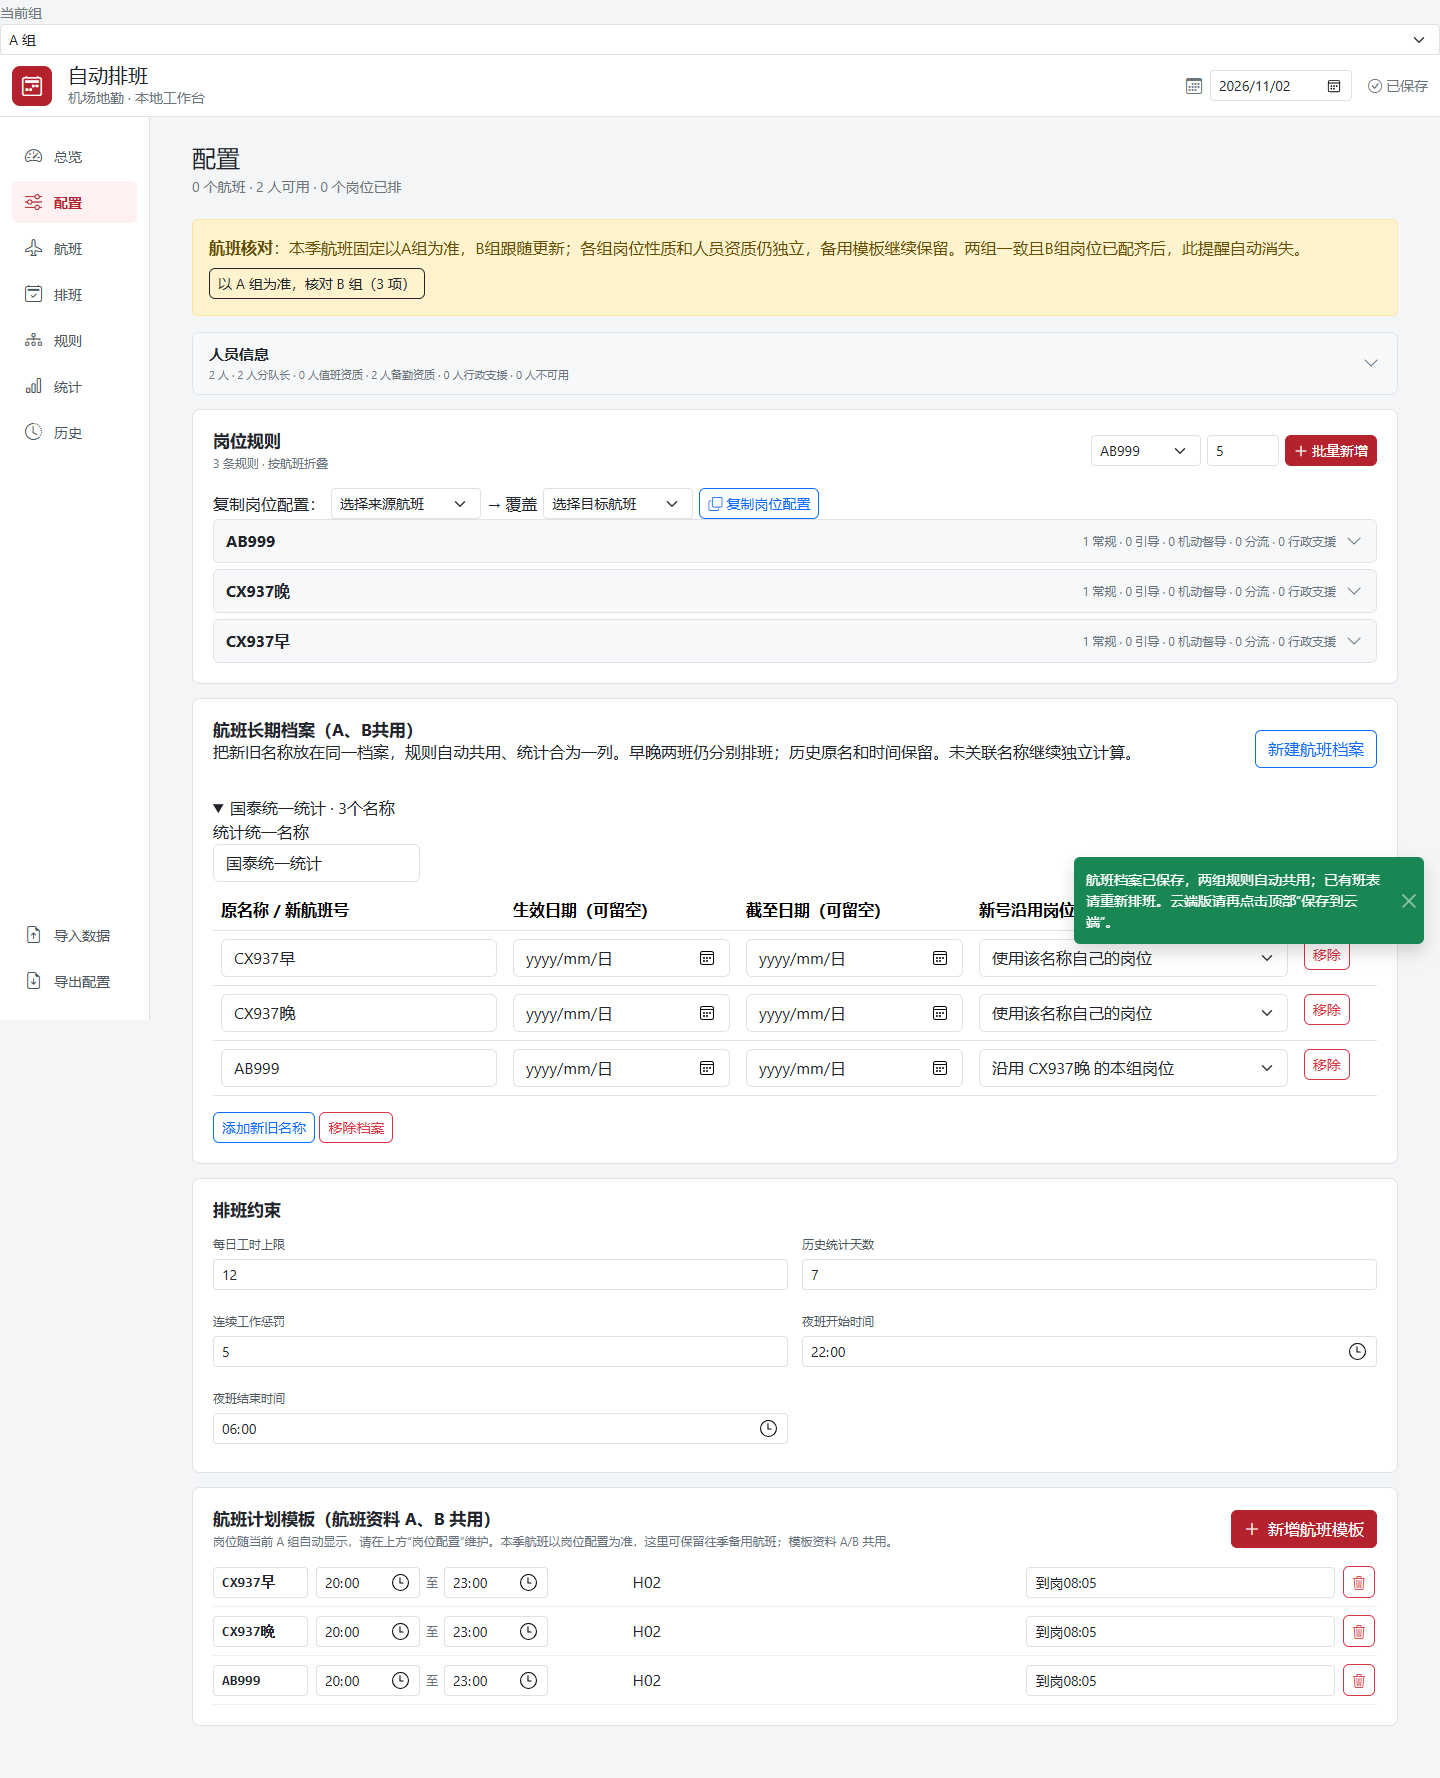 当前组
A 组
自动排班
机场地勤 · 本地工作台
2026/11/02
已保存
总览
配置
航班
排班
规则
统计
历史
导入数据
导出配置
配置
0 个航班 · 2 人可用 · 0 个岗位已排
航班核对：本季航班固定以A组为准，B组跟随更新；各组岗位性质和人员资质仍独立，备用模板继续保留。两组一致且B组岗位已配齐后，此提醒自动消失。
以 A 组为准，核对 B 组（3 项）
人员信息
2 人 · 2 人分队长 · 0 人值班资质 · 2 人备勤资质 · 0 人行政支援 · 0 人不可用
岗位规则
3 条规则 · 按航班折叠
AB999
5
批量新增
复制岗位配置：
选择来源航班
→ 覆盖
选择目标航班
复制岗位配置
AB999
1 常规 · 0 引导 · 0 机动督导 · 0 分流 · 0 行政支援
CX937晚
1 常规 · 0 引导 · 0 机动督导 · 0 分流 · 0 行政支援
CX937早
1 常规 · 0 引导 · 0 机动督导 · 0 分流 · 0 行政支援
航班长期档案（A、B共用）
把新旧名称放在同一档案，规则自动共用、统计合为一列。早晚两班仍分别排班；历史原名和时间保留。未关联名称继续独立计算。
新建航班档案
▼ 国泰统一统计 · 3个名称
统计统一名称
国泰统一统计
航班档案已保存，两组规则自动共用；已有班表
请重新排班。云端版请再点击顶部“保存到云
端”。
原名称 / 新航班号
生效日期（可留空）
截至日期（可留空）
新号沿用岗位
CX937早
yyyy/mm/日
yyyy/mm/日
使用该名称自己的岗位
移除
CX937晚
yyyy/mm/日
yyyy/mm/日
使用该名称自己的岗位
移除
AB999
yyyy/mm/日
yyyy/mm/日
沿用 CX937晚 的本组岗位
移除
添加新旧名称
移除档案
排班约束
每日工时上限
12
历史统计天数
7
连续工作惩罚
5
夜班开始时间
22:00
夜班结束时间
06:00
航班计划模板（航班资料 A、B 共用）
岗位随当前 A 组自动显示，请在上方“岗位配置”维护。本季航班以岗位配置为准，这里可保留往季备用航班；模板资料 A/B 共用。
新增航班模板
CX937早
20:00
至
23:00
H02
到岗08:05
CX937晚
20:00
至
23:00
H02
到岗08:05
AB999
20:00
至
23:00
H02
到岗08:05